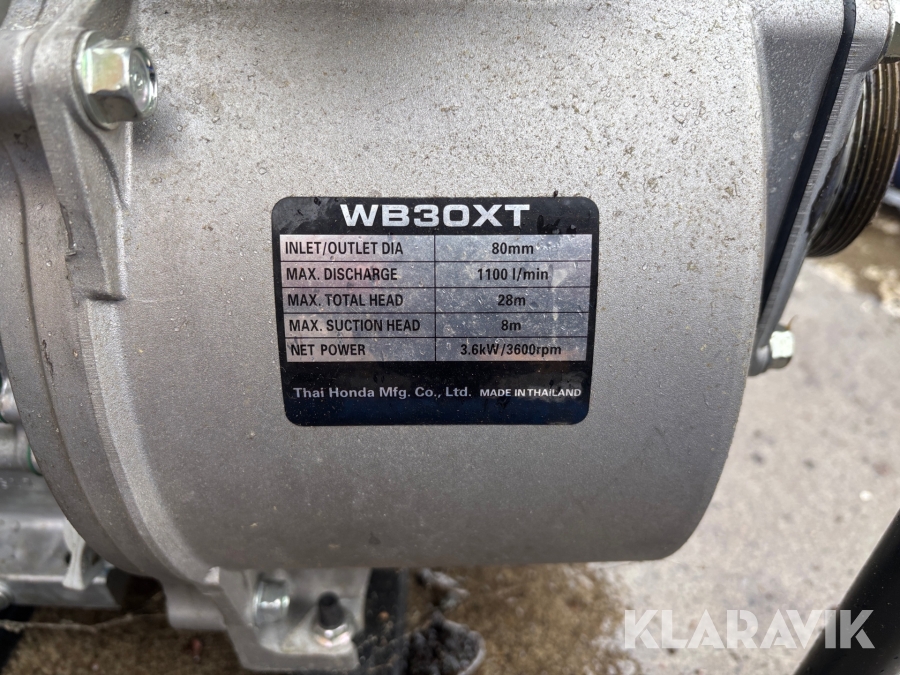 WB30XT
INLET/OUTLET DIA 80mm
MAX. DISCHARGE 1100 l/min
MAX. TOTAL HEAD 28m
MAX. SUCTION HEAD 8m
NET POWER 3.6kW/3600rpm
Thai Honda Mfg. Co., Ltd. MADE IN THAILAND
KLARAVIK